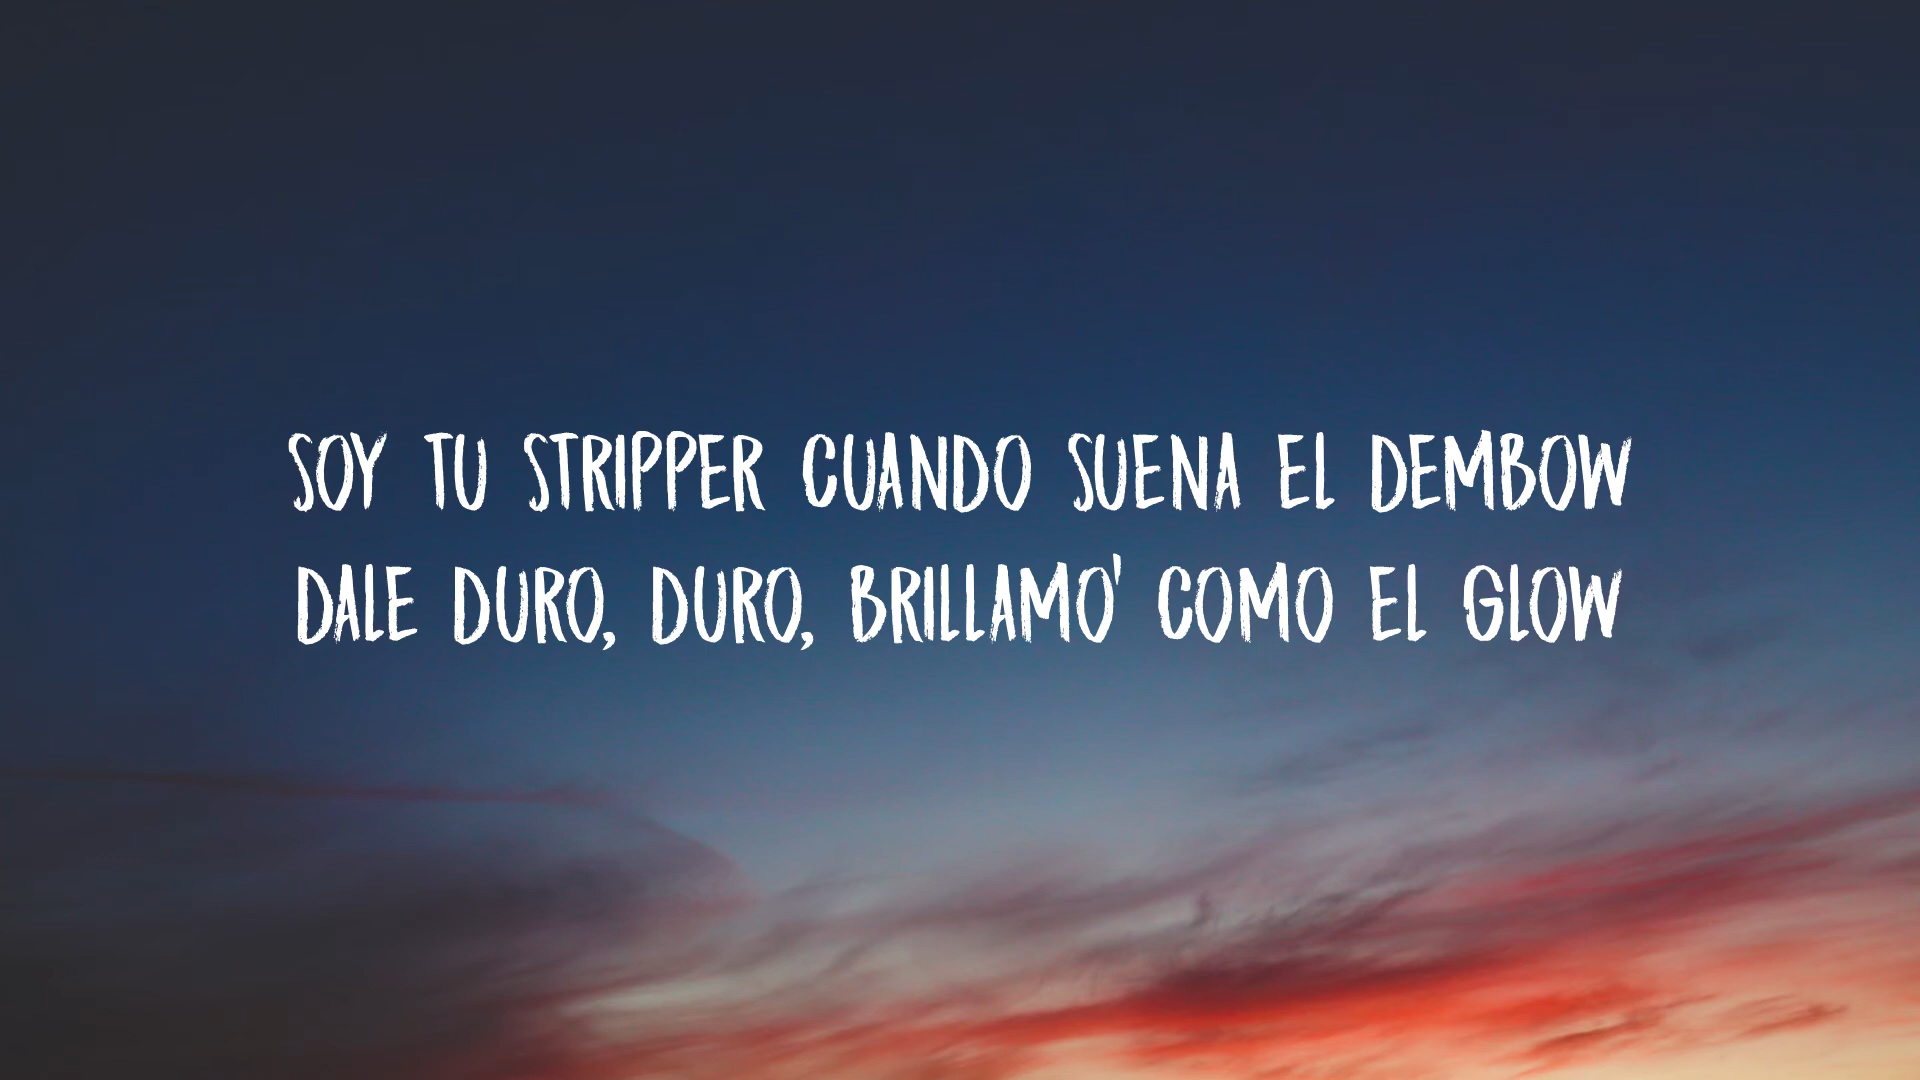 SOY TU STRIPPER CUANDO SUENA EL DEMBOW
DALE DURO, DURO, BRILLAMO' COMO EL GLOW